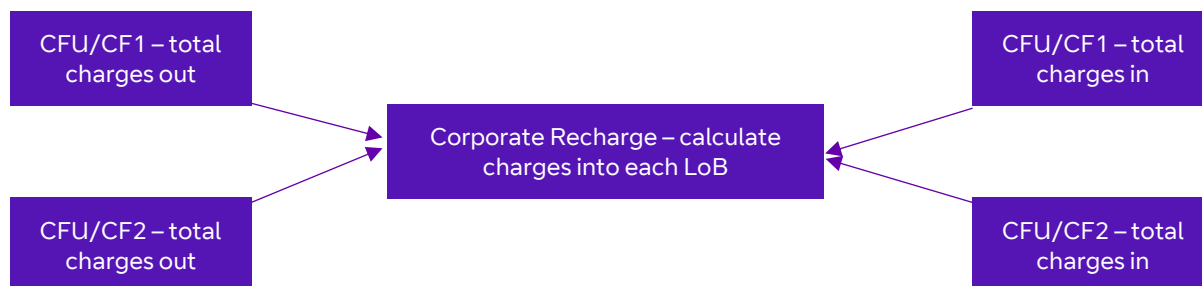 CFU/CF1 – total
charges out
CFU/CF1 – total
charges in
Corporate Recharge – calculate
charges into each LoB
CFU/CF2 – total
charges out
CFU/CF2 – total
charges in